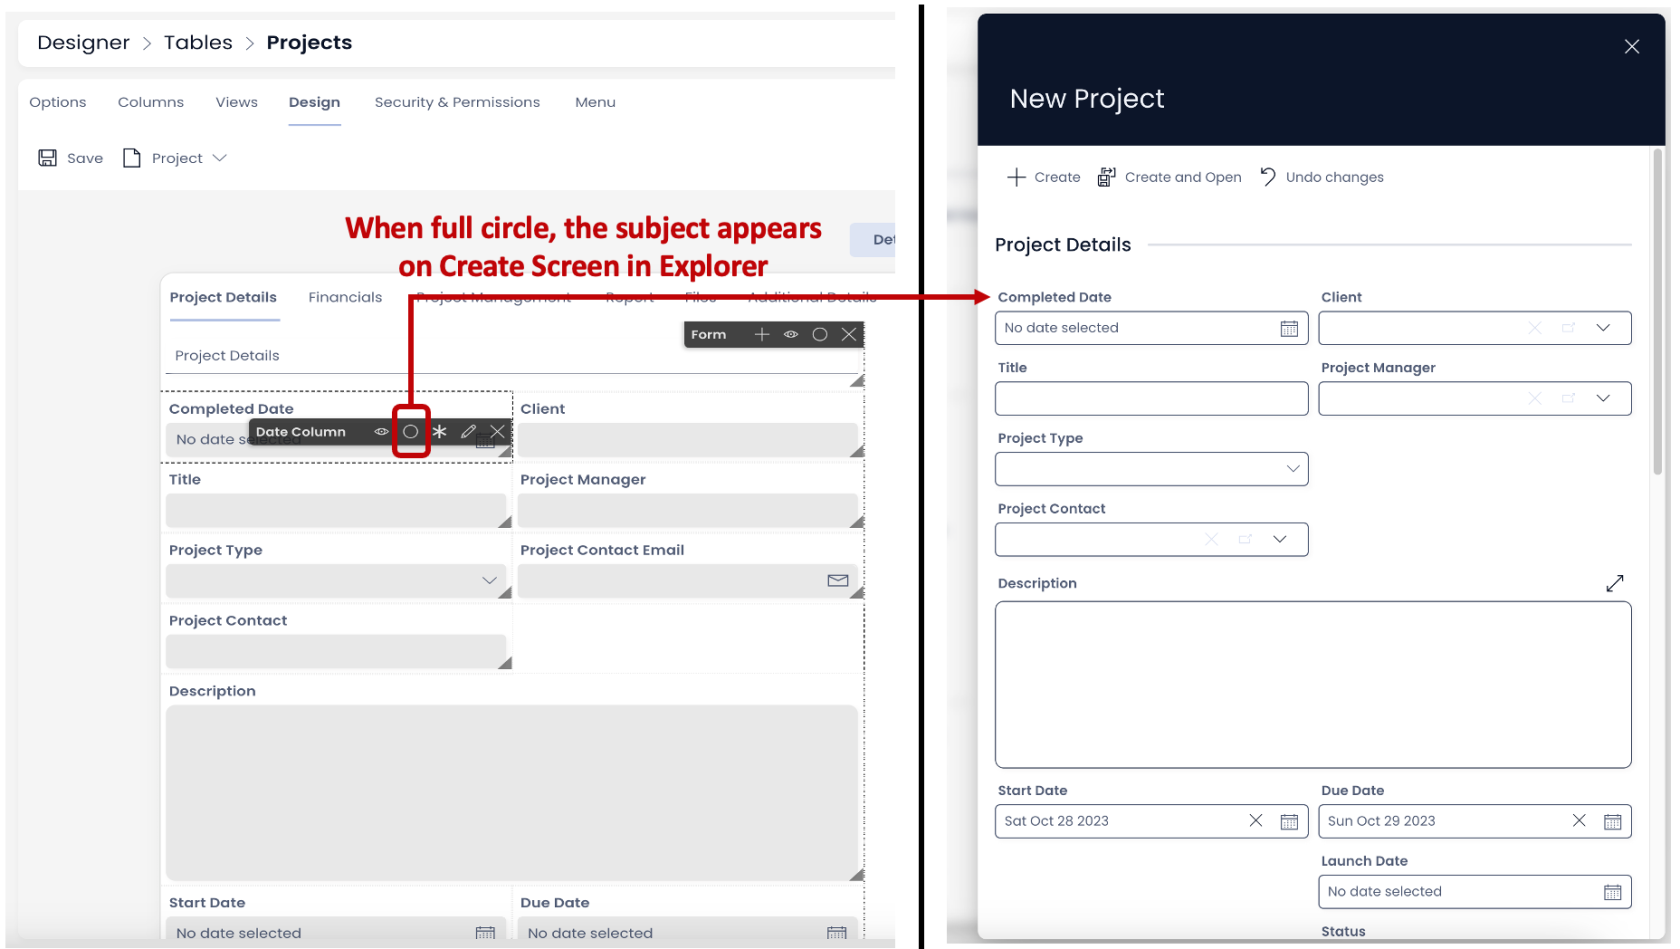 Designer > Tables > Projects
Options Columns Views Design Security & Permissions Menu
Save Project
When full circle, the subject appears
on Create Screen in Explorer
Project Details Financials Project Management Report Files Additional Details
Form
Project Details
Completed Date Client
No date selected
Date Column
Title Project Manager
Project Type Project Contact Email
Project Contact
Description
Start Date Due Date
No date selected No date selected
New Project
Create Create and Open Undo changes
Project Details
Completed Date Client
No date selected
Title Project Manager
Project Type
Project Contact
Description
Start Date Due Date
Sat Oct 28 2023 Sun Oct 29 2023
Launch Date
No date selected
Status